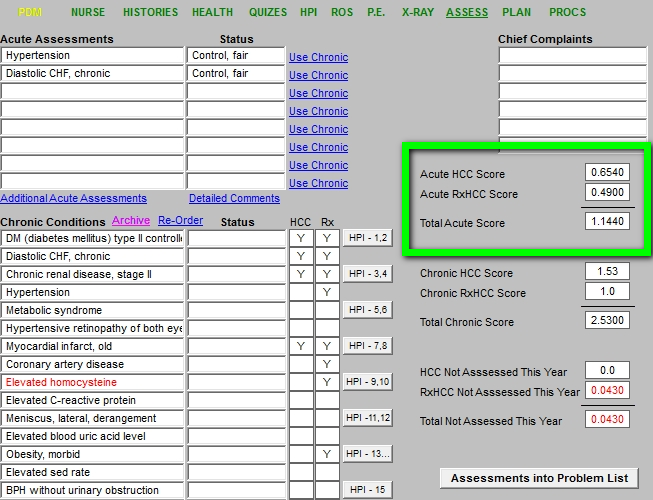 PDM NURSE HISTORIES HEALTH QUIZES HPI ROS P.E. X-RAY ASSESS PLAN PROCS
Acute Assessments Status Chief Complaints
Hypertension Control, fair Use Chronic
Diastolic CHF, chronic Control, fair Use Chronic
Use Chronic
Use Chronic
Use Chronic
Use Chronic
Use Chronic
Use Chronic
Additional Acute Assessments Detailed Comments
Acute HCC Score 0.6540
Acute RxHCC Score 0.4900
Total Acute Score 1.1440
Chronic Conditions Archive Re-Order Status HCC Rx
DM (diabetes mellitus) type II controll Y Y HPI - 1,2
Diastolic CHF, chronic Y Y
Chronic renal disease, stage II Y Y HPI - 3,4
Hypertension Y
Metabolic syndrome HPI - 5,6
Hypertensive retinopathy of both eye
Myocardial infarct, old Y Y HPI - 7,8
Coronary artery disease Y
Elevated homocysteine Y HPI - 9,10
Elevated C-reactive protein
Meniscus, lateral, derangement HPI -11,12
Elevated blood uric acid level
Obesity, morbid Y HPI - 13...
Elevated sed rate
BPH without urinary obstruction HPI - 15
Chronic HCC Score 1.53
Chronic RxHCC Score 1.0
Total Chronic Score 2.5300
HCC Not Asssessed This Year 0.0
RxHCC Not Asssessed This Year 0.0430
Total Not Assessed This Year 0.0430
Assessments into Problem List